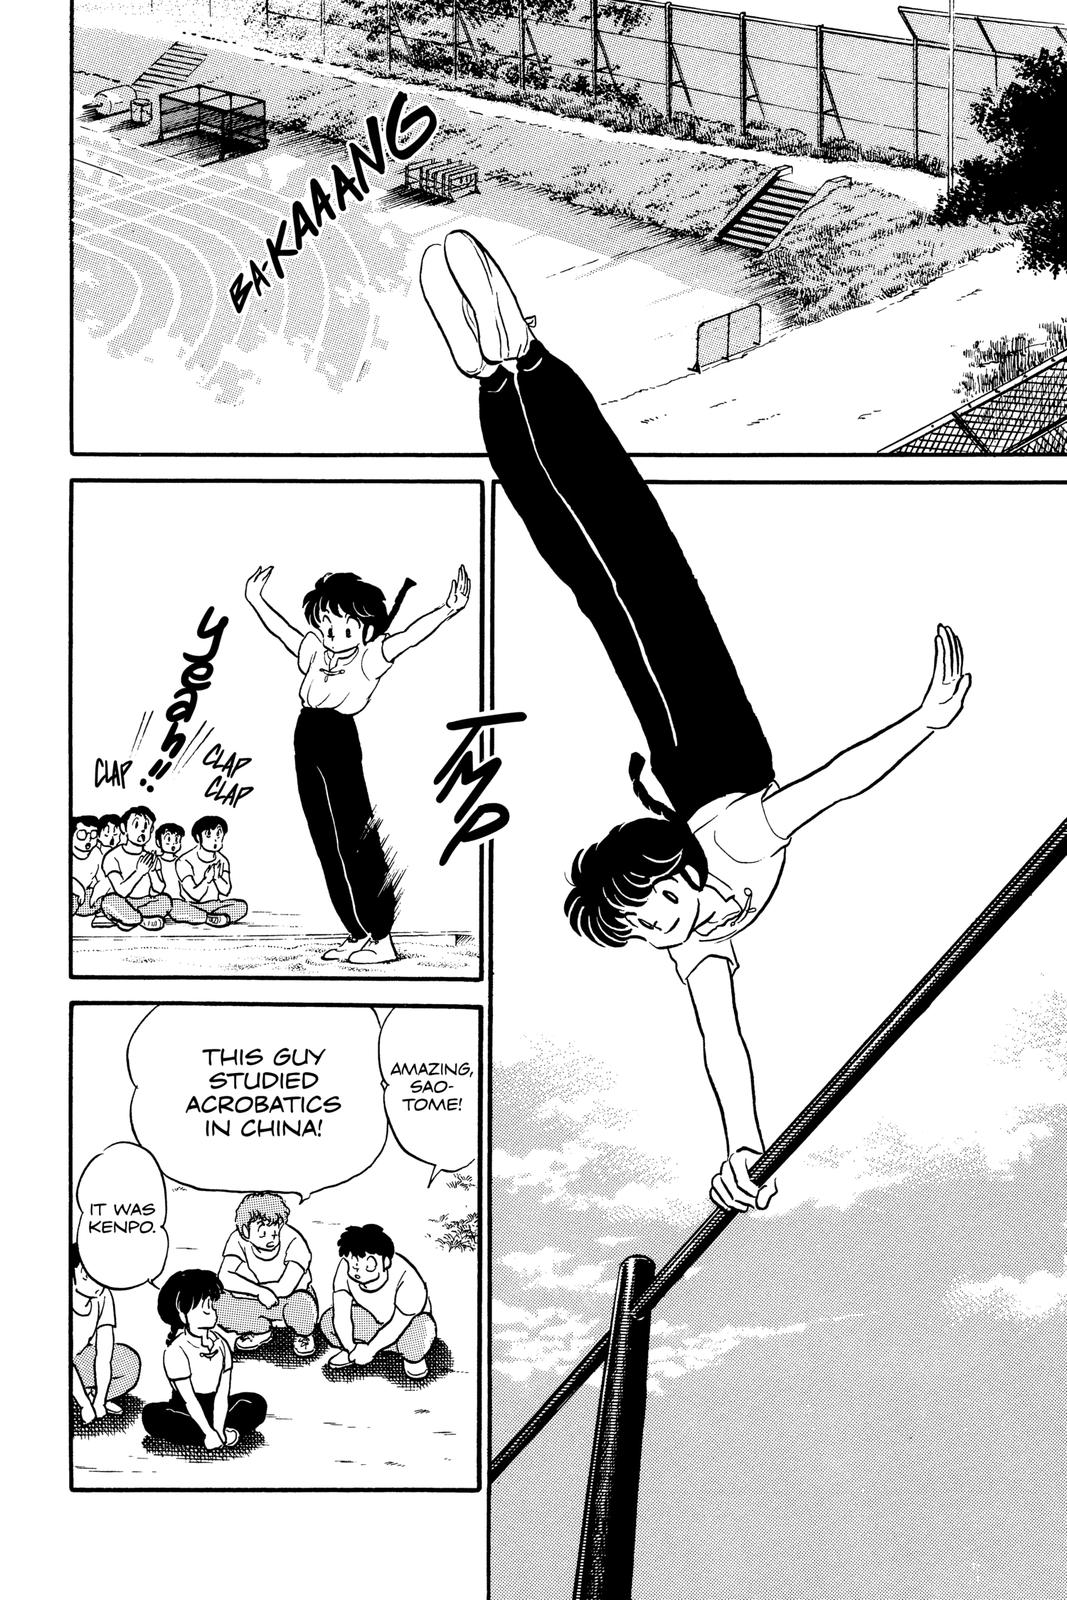 BA-KAAANG
TMP
Yeah!!
CLAP
CLAP
CLAP
AMAZING,
SAO-
TOME!
THIS GUY
STUDIED
ACROBATICS
IN CHINA!
IT WAS
KENPO.